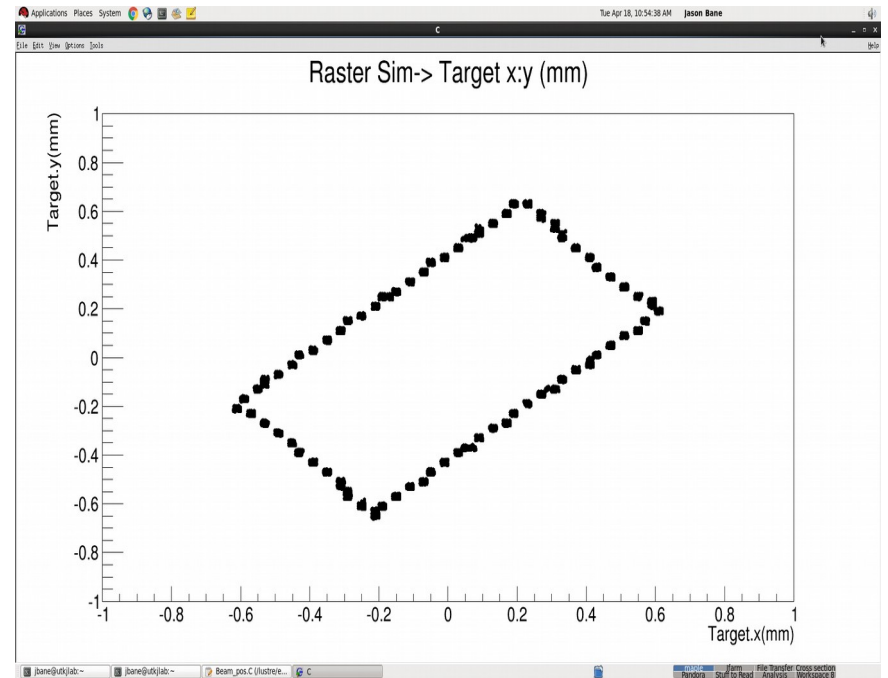 Applications Places System Tue Apr 18, 10:54:38 AM Jason Bane
C
File Edit View Options Tools Help
Raster Sim-> Target x:y (mm)
Target.y(mm)
1
0.8
0.6
0.4
0.2
0
-0.2
-0.4
-0.6
-0.8
-1
-1 -0.8 -0.6 -0.4 -0.2 0 0.2 0.4 0.6 0.8 1
Target.x(mm)
jbane@utkjlab:~ jbane@utkjlab:~ Beam_pos.C (/lustre/e... C
Jfarm File Transfer Cross section
Pandora Stuff to Read Analysis Workspace 8